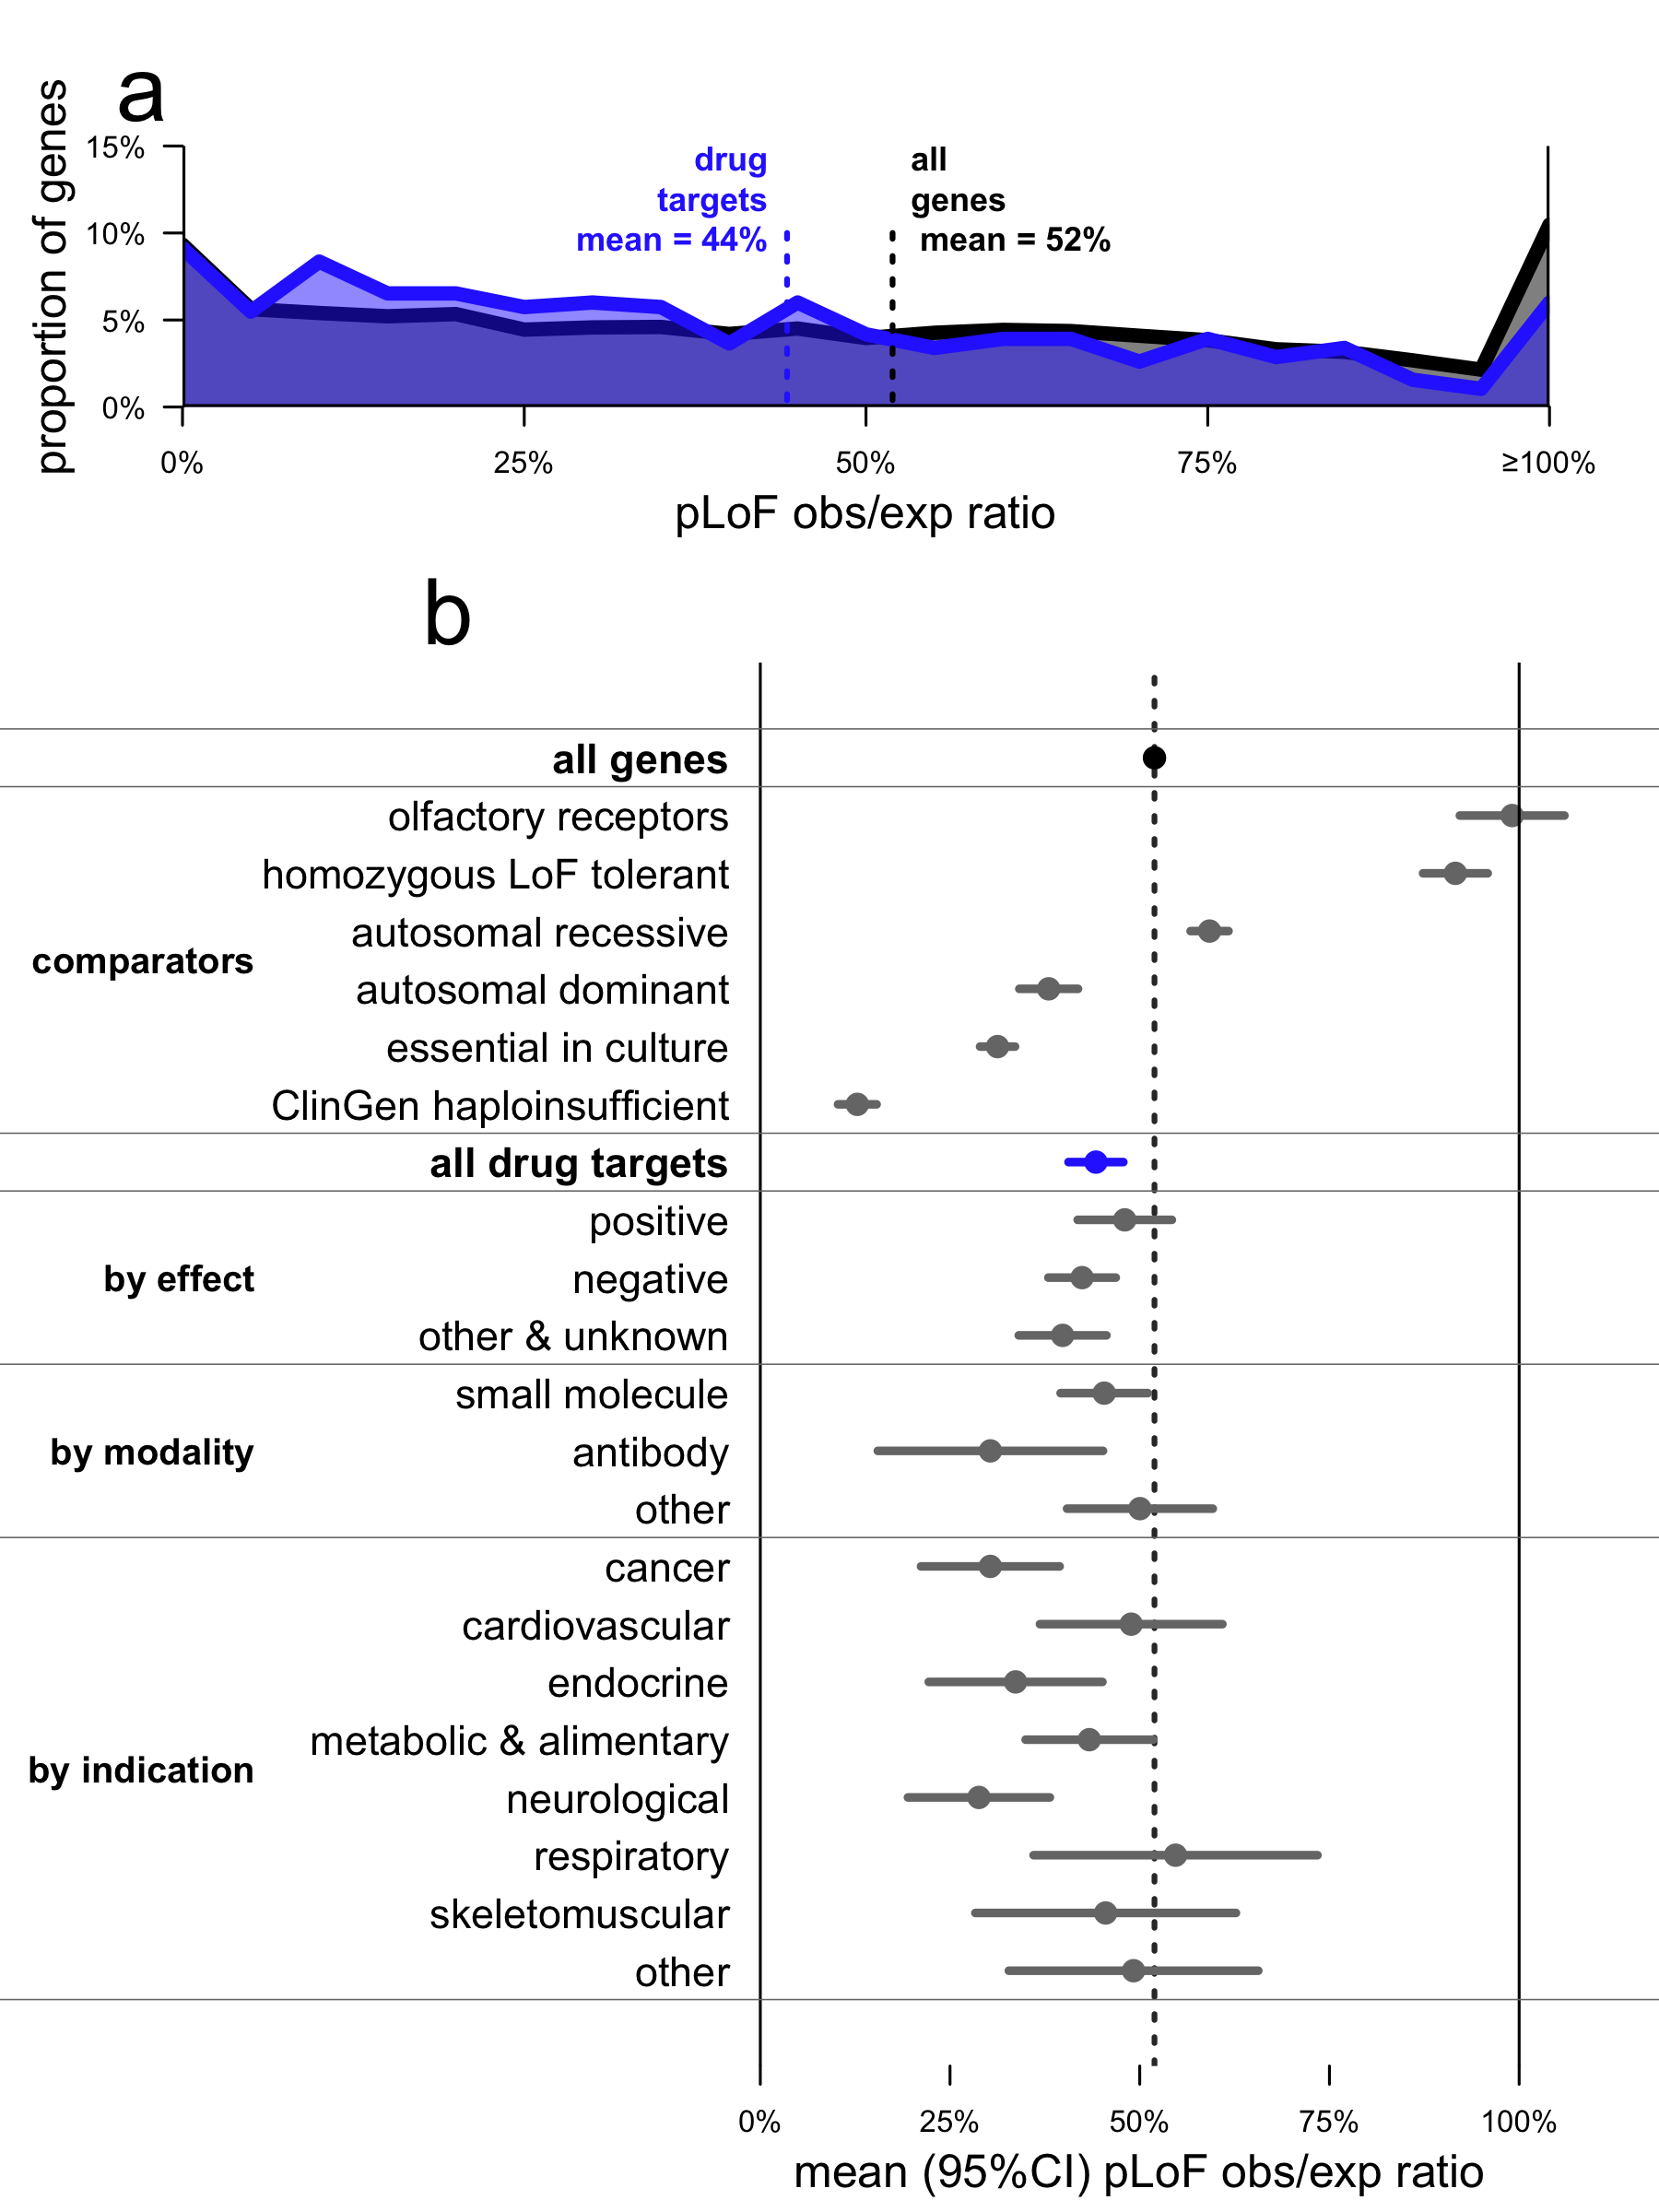 a
proportion of genes
15%
10%
5%
0%
drug
targets
mean = 44%
all
genes
mean = 52%
0%
25%
50%
75%
≥100%
pLoF obs/exp ratio
b
all genes
comparators
olfactory receptors
homozygous LoF tolerant
autosomal recessive
autosomal dominant
essential in culture
ClinGen haploinsufficient
all drug targets
by effect
positive
negative
other & unknown
by modality
small molecule
antibody
other
by indication
cancer
cardiovascular
endocrine
metabolic & alimentary
neurological
respiratory
skeletomuscular
other
0%
25%
50%
75%
100%
mean (95%CI) pLoF obs/exp ratio